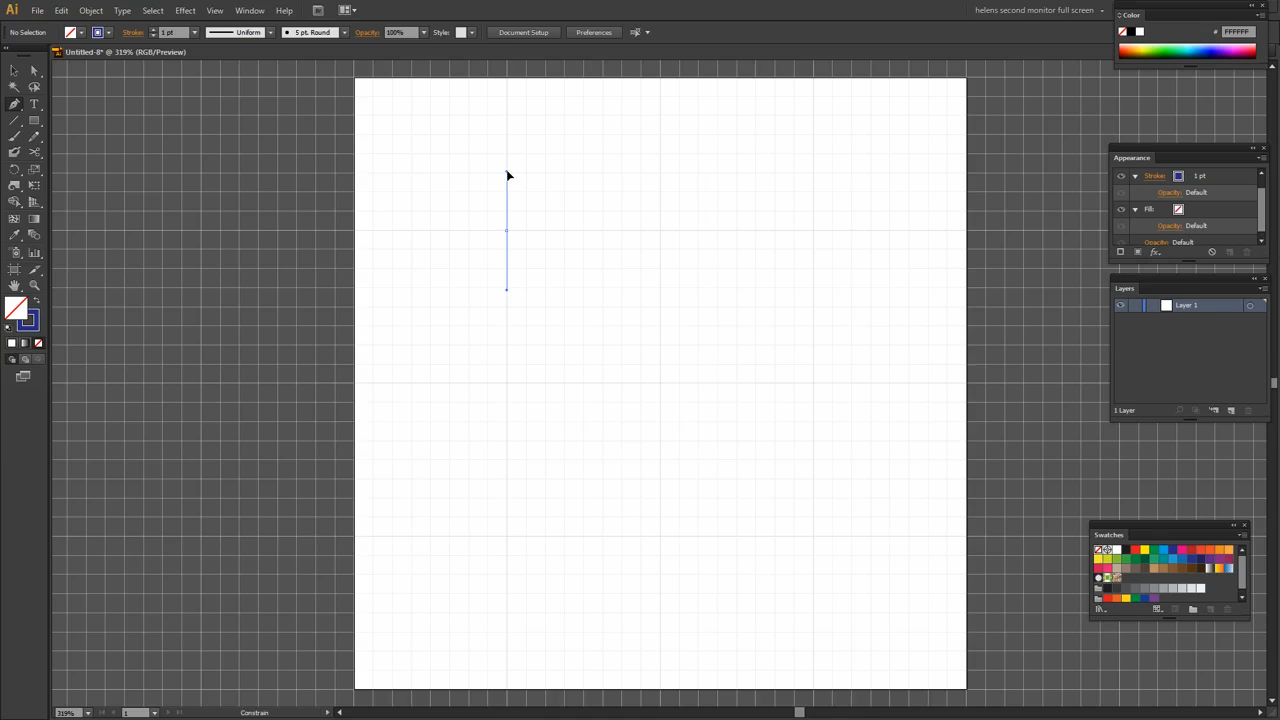 Ai File Edit Object Type Select Effect View Window Help Br helens second monitor full screen
No Selection Stroke: 1 pt Uniform 5 pt. Round Opacity: 100% Style: Document Setup Preferences
Untitled-8* @ 319% (RGB/Preview)
Color
# FFFFFF
T
Appearance
Stroke: 1 pt
Opacity: Default
Fill:
Opacity: Default
Opacity: Default
fx
Layers
Layer 1
1 Layer
Swatches
319% 1 Constrain